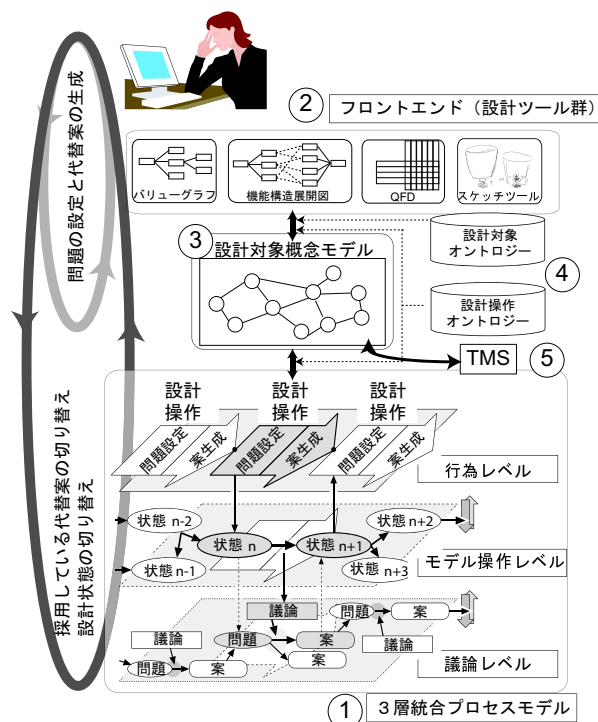 ② フロントエンド(設計ツール群)
バリューグラフ
機能構造展開図
QFD
スケッチツール
問題の設定と代替案の生成
③ 設計対象概念モデル
設計対象
オントロジー
④
設計操作
オントロジー
TMS
⑤
設計
操作
設計
操作
設計
操作
問題設定
案生成
問題設定
案生成
問題設定
案生成
行為レベル
採用している代替案の切り替え
設計状態の切り替え
状態 n-2
状態 n
状態 n+1
状態 n+2
状態 n-1
状態 n+3
モデル操作レベル
議論
議論
問題
案
問題
案
案
問題
案
議論
議論レベル
① 3層統合プロセスモデル